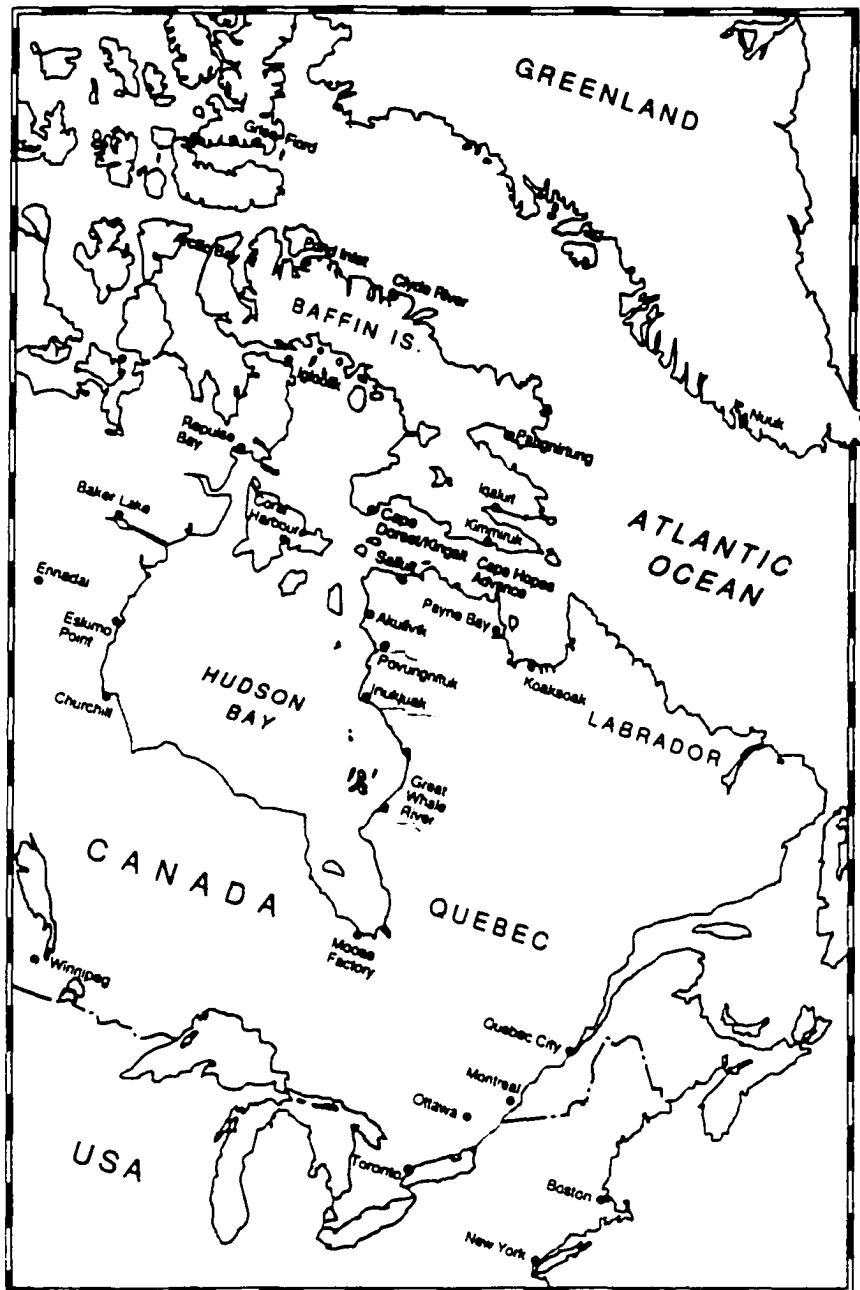 GREENLAND
Grise Fiord
Arctic Bay
Pond Inlet
Clyde River
BAFFIN IS.
Igloolik
Nuuk
Repulse
Bay
Pangnirtung
Baker Lake
Coral
Harbour
Iqaluit
Kimmiruk
Cape
Dorset/Kingait
Cape Hopes
Advance
ATLANTIC
OCEAN
Ennadai
Salluit
Eskimo
Point
Akulivik
Payne Bay
Povungnituk
Koaksoak
HUDSON
BAY
Inukjuak
Churchill
LABRADOR
Great
Whale
River
CANADA
QUEBEC
Moose
Factory
Winnipeg
Quebec City
Montreal
Ottawa
USA
Toronto
Boston
New York